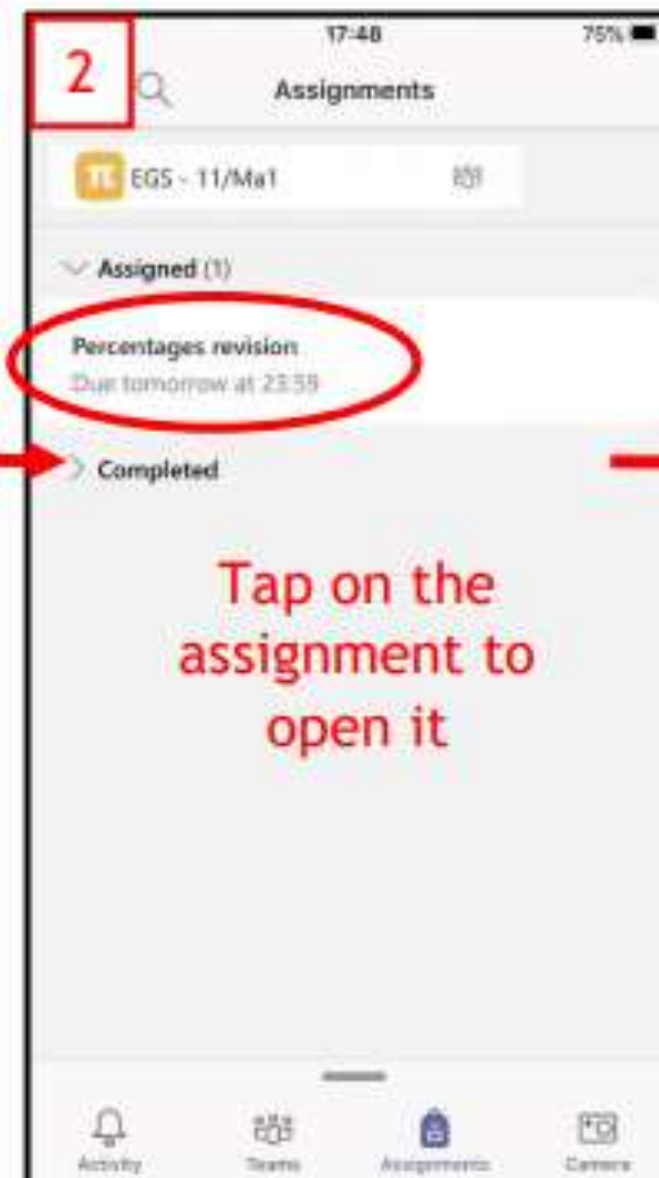 2
17:48
75%
Assignments
EGS - 11/Ma1
Assigned (1)
Percentages revision
Due tomorrow at 23:59
Completed
Tap on the
assignment to
open it
Activity
Teams
Assignments
Camera